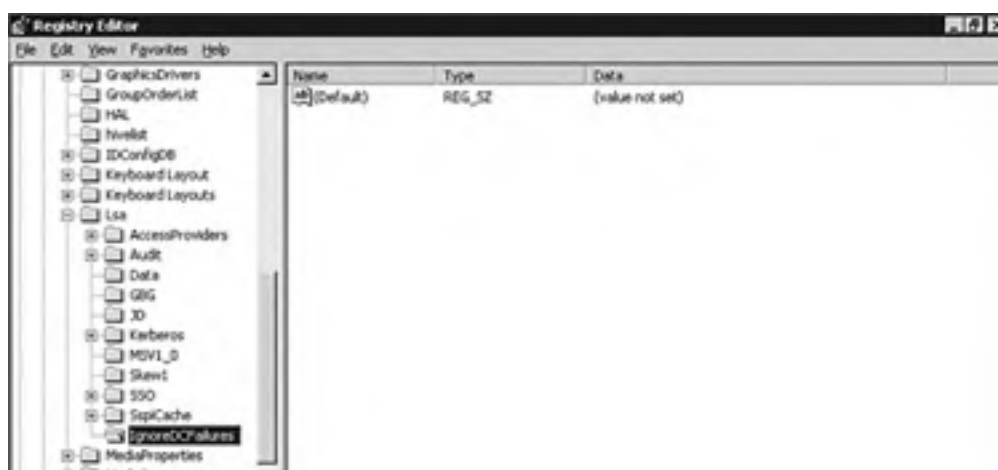 Registry Editor
File Edit View Favorites Help
Name Type Data
(Default) REG_SZ (value not set)
GraphicsDrivers
GroupOrderList
HAL
hivelist
IDConfigDB
Keyboard Layout
Keyboard Layouts
Lsa
AccessProviders
Audit
Data
GBG
JD
Kerberos
MSV1_0
Skew1
SSO
SspiCache
IgnoreDCFailures
MediaProperties